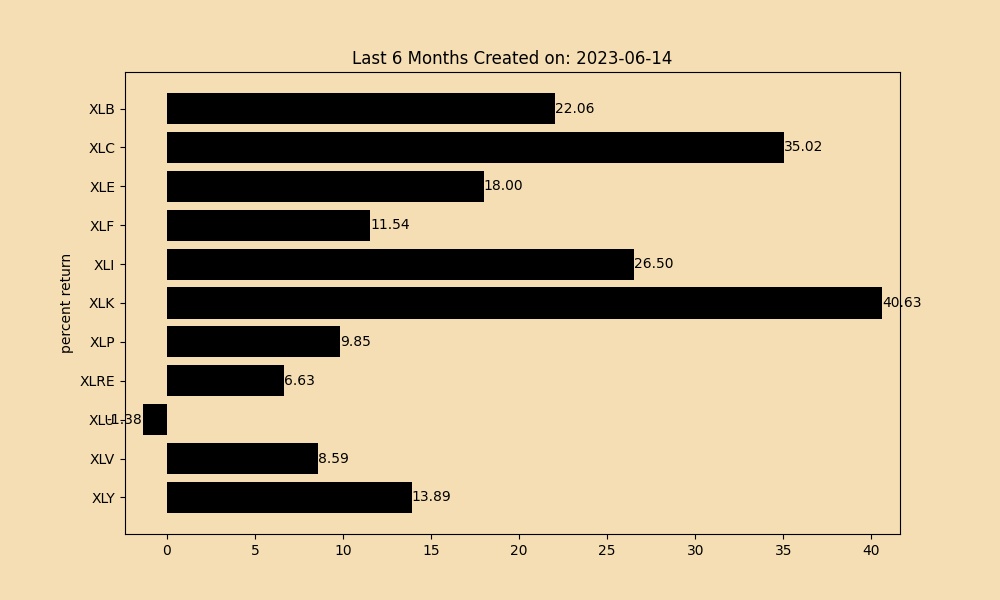 Last 6 Months Created on: 2023-06-14
percent return
XLB 22.06
XLC 35.02
XLE 18.00
XLF 11.54
XLI 26.50
XLK 40.63
XLP 9.85
XLRE 6.63
XLU -1.38
XLV 8.59
XLY 13.89
0 5 10 15 20 25 30 35 40